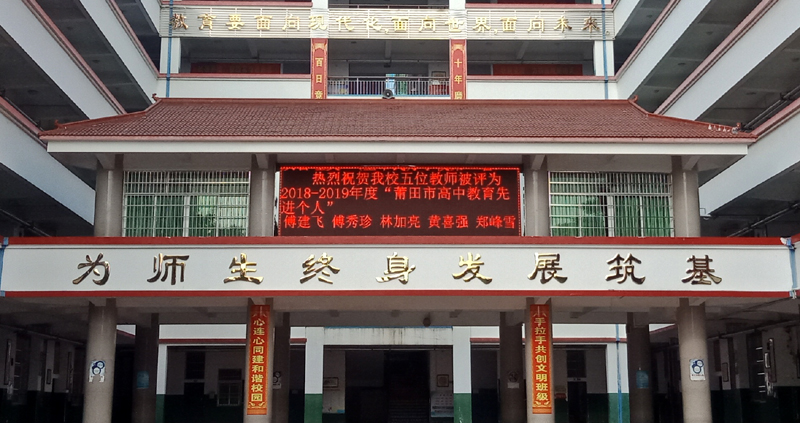 教育要面向现代化,面向世界,面向未来
百日
十年
热烈祝贺我校五位教师被评为
2018-2019年度“莆田市高中教育先
进个人”
傅建飞 傅秀珍 林加亮 黄喜强 郑峰雪
为师生终身发展筑基
心连心同建和谐校园
手拉手共创文明班级